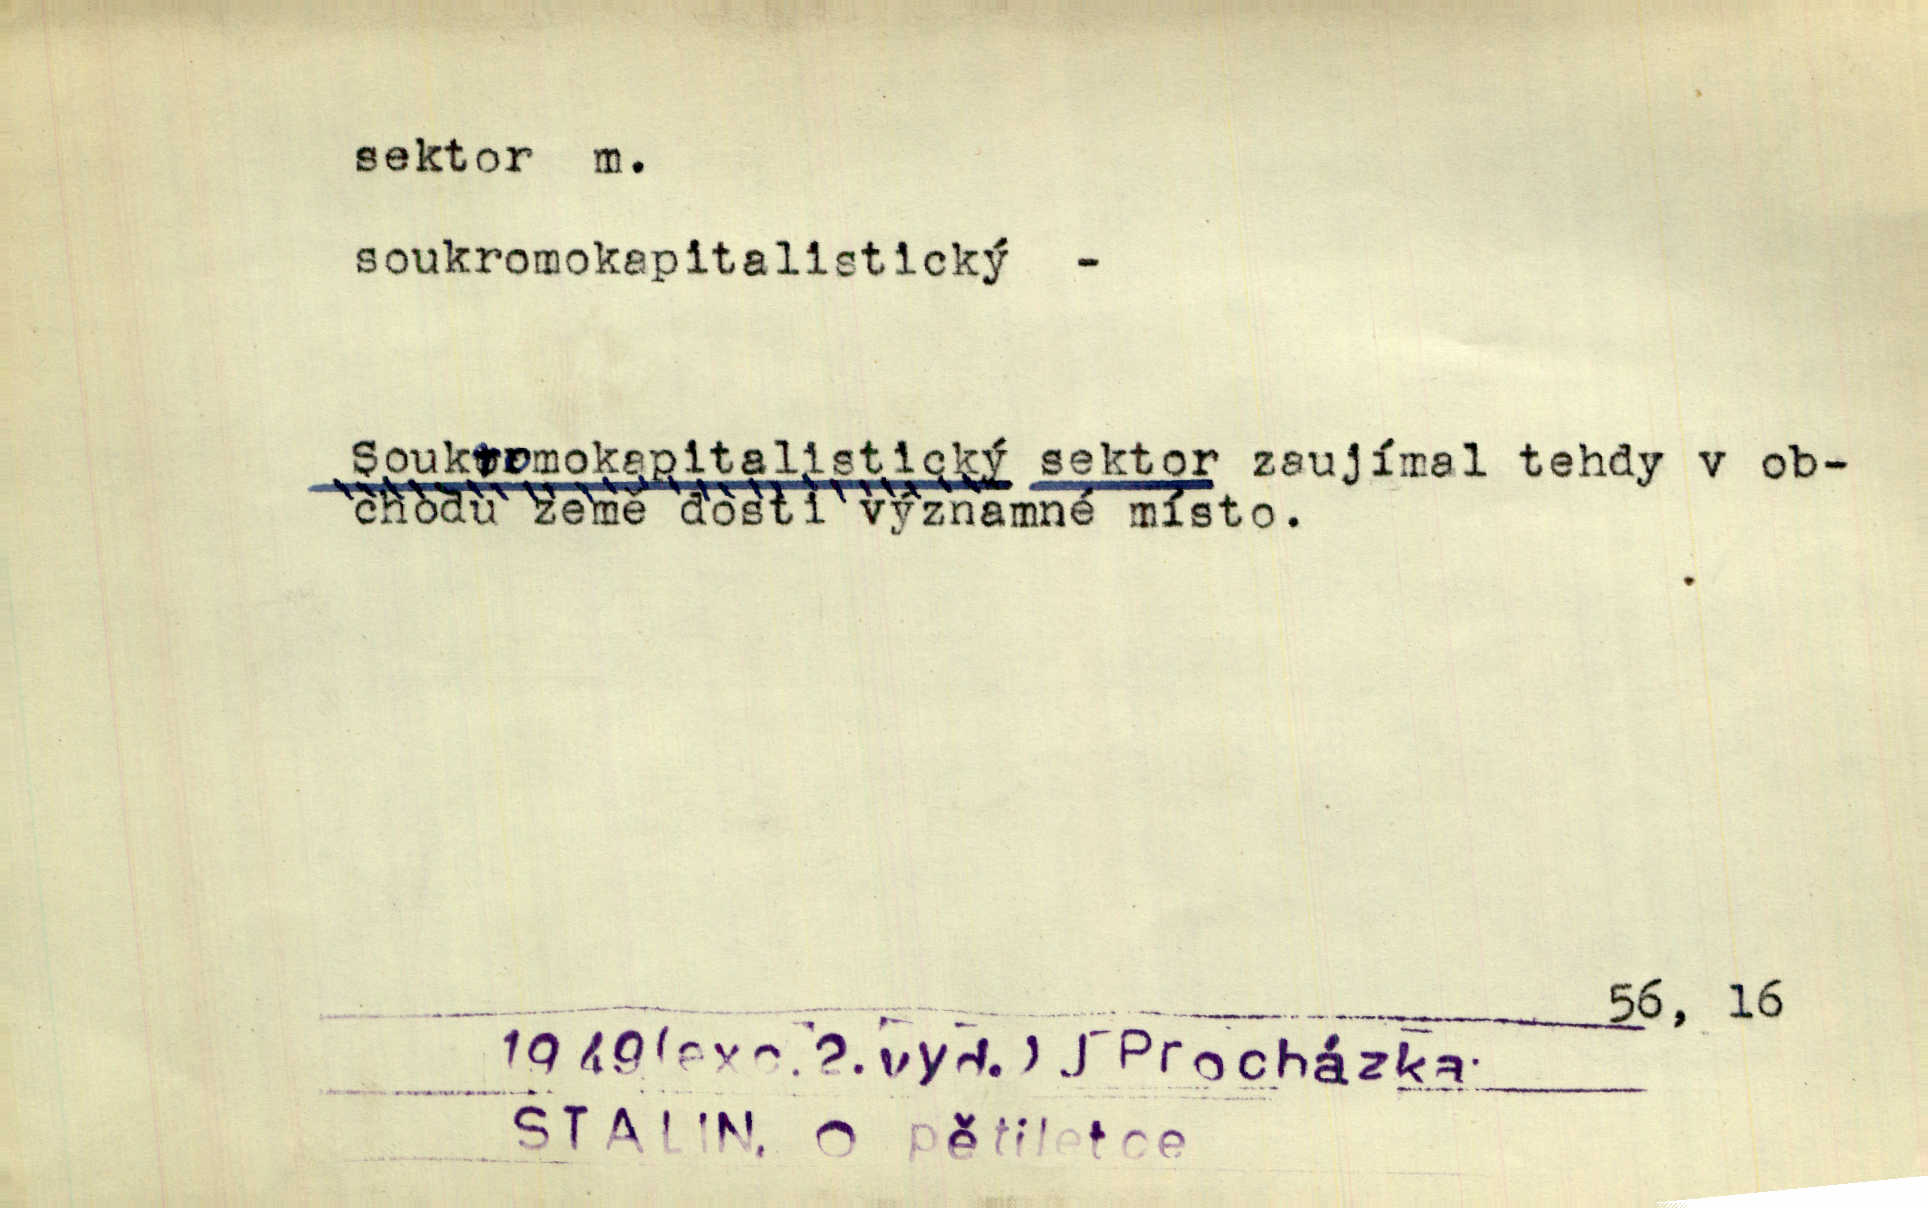 sektor m.
soukromokapitalistický -
Soukromokapitalistický sektor zaujímal tehdy v ob-
chodu země dosti významné místo.
56, 16
1949(exc.2.vyd.) J Procházka.
STALIN. O pětiletce